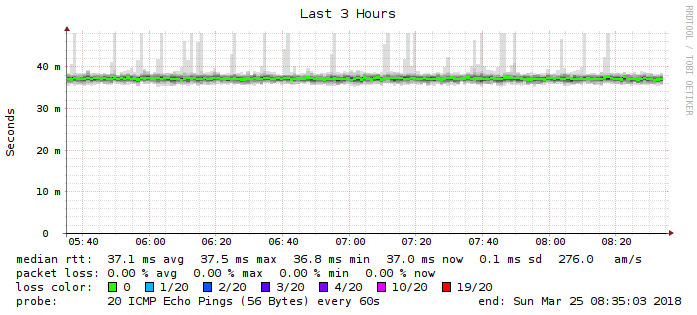 Last 3 Hours
RRDTOOL / TOBI OETIKER
Seconds
40 m
30 m
20 m
10 m
0
05:40 06:00 06:20 06:40 07:00 07:20 07:40 08:00 08:20
median rtt: 37.1 ms avg 37.5 ms max 36.8 ms min 37.0 ms now 0.1 ms sd 276.0 am/s
packet loss: 0.00 % avg 0.00 % max 0.00 % min 0.00 % now
loss color: 0 1/20 2/20 3/20 4/20 10/20 19/20
probe: 20 ICMP Echo Pings (56 Bytes) every 60s end: Sun Mar 25 08:35:03 2018